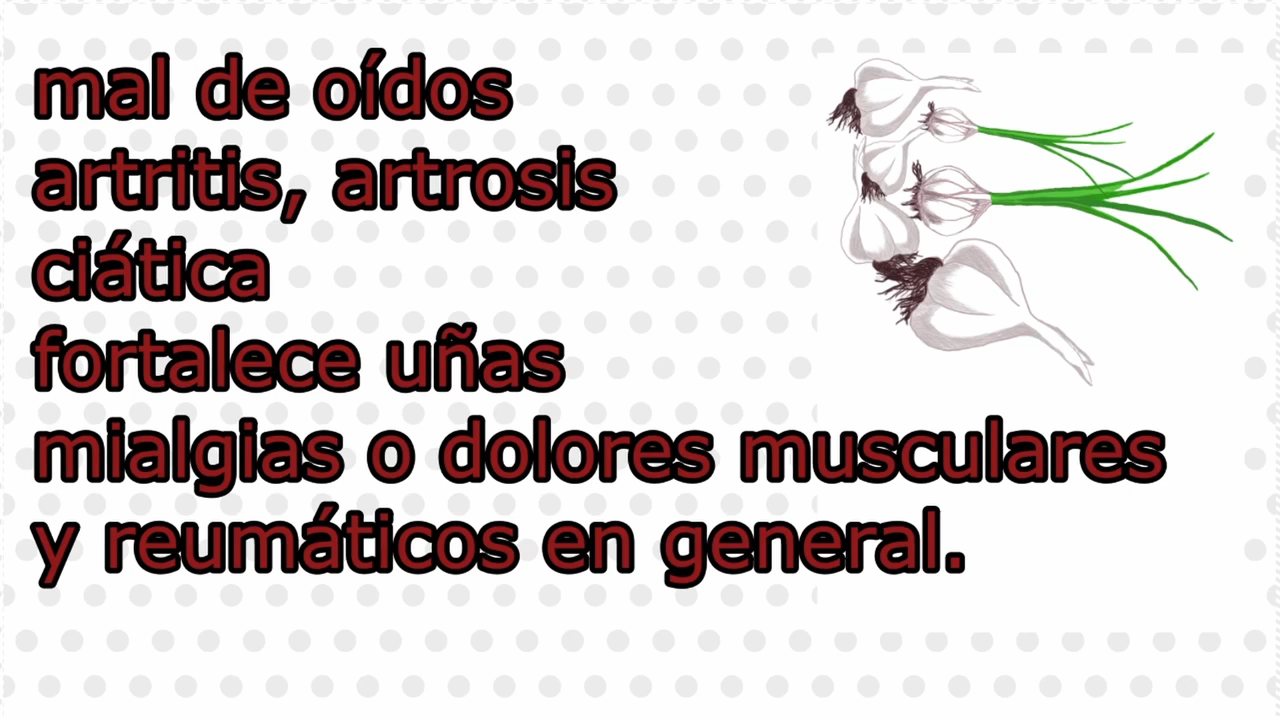 mal de oídos
artritis, artrosis
ciática
fortalece uñas
mialgias o dolores musculares
y reumáticos en general.